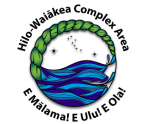 Hilo-Waiākea Complex Area
E Mālama! E Ulu! E Ola!